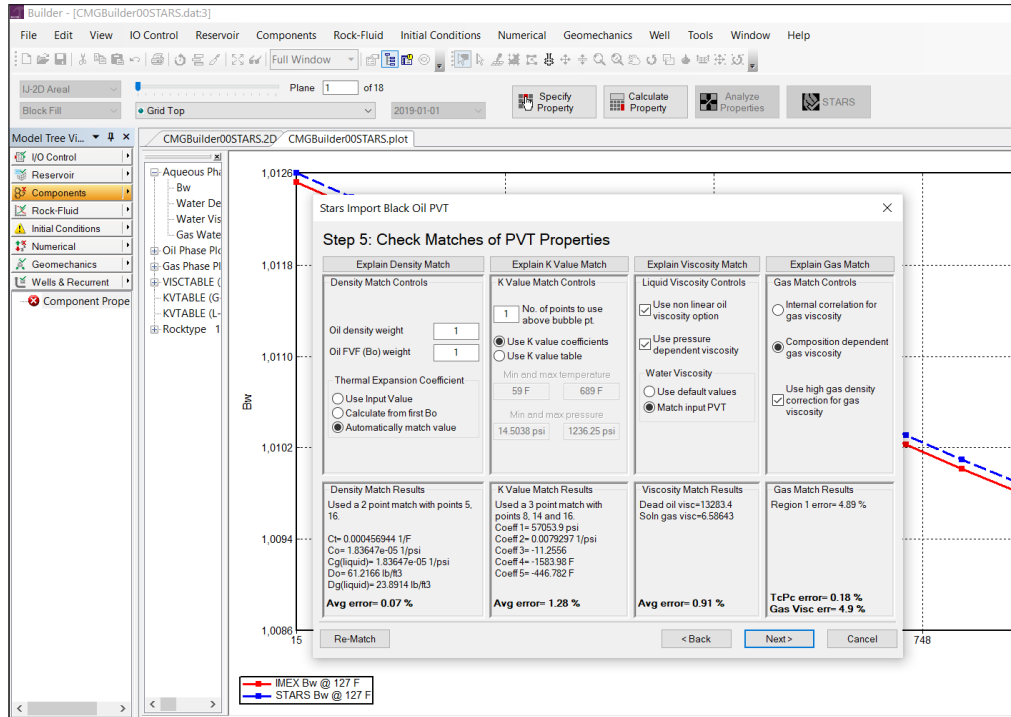 Builder - [CMGBuilder00STARS.dat:3]
File Edit View IO Control Reservoir Components Rock-Fluid Initial Conditions Numerical Geomechanics Well Tools Window Help
Full Window
IJ-2D Areal
Plane 1 of 18
Block Fill
Grid Top
2019-01-01
Specify Property
Calculate Property
Analyze Properties
STARS
Model Tree Vi...
CMGBuilder00STARS.2D
CMGBuilder00STARS.plot
I/O Control
Reservoir
Components
Rock-Fluid
Initial Conditions
Numerical
Geomechanics
Wells & Recurrent
Component Prope
Aqueous Pha
Bw
Water De
Water Vis
Gas Wate
Oil Phase Plo
Gas Phase Pl
VISCTABLE (
KVTABLE (G-
KVTABLE (L-
Rocktype 1
1,0126
1,0118
1,0110
1,0102
1,0094
1,0086
Bw
15
748
IMEX Bw @ 127 F
STARS Bw @ 127 F
Stars Import Black Oil PVT
Step 5: Check Matches of PVT Properties
Explain Density Match
Density Match Controls
Oil density weight 1
Oil FVF (Bo) weight 1
Thermal Expansion Coefficient
Use Input Value
Calculate from first Bo
Automatically match value
Density Match Results
Used a 2 point match with points 5,
16.
Ct= 0.000456944 1/F
Co= 1.83647e-05 1/psi
Cg(liquid)= 1.83647e-05 1/psi
Do= 61.2166 lb/ft3
Dg(liquid)= 23.8914 lb/ft3
Avg error= 0.07 %
Explain K Value Match
K Value Match Controls
1 No. of points to use
above bubble pt.
Use K value coefficients
Use K value table
Min and max temperature
59 F 689 F
Min and max pressure
14.5038 psi 1236.25 psi
K Value Match Results
Used a 3 point match with
points 8, 14 and 16.
Coeff 1= 57053.9 psi
Coeff 2= 0.0079297 1/psi
Coeff 3= -11.2556
Coeff 4= -1583.98 F
Coeff 5= -446.782 F
Avg error= 1.28 %
Explain Viscosity Match
Liquid Viscosity Controls
Use non linear oil
viscosity option
Use pressure
dependent viscosity
Water Viscosity
Use default values
Match input PVT
Viscosity Match Results
Dead oil visc=13283.4
Soln gas visc=6.58643
Avg error= 0.91 %
Explain Gas Match
Gas Match Controls
Internal correlation for
gas viscosity
Composition dependent
gas viscosity
Use high gas density
correction for gas
viscosity
Gas Match Results
Region 1 error= 4.89 %
TcPc error= 0.18 %
Gas Visc err= 4.9 %
Re-Match
< Back
Next>
Cancel